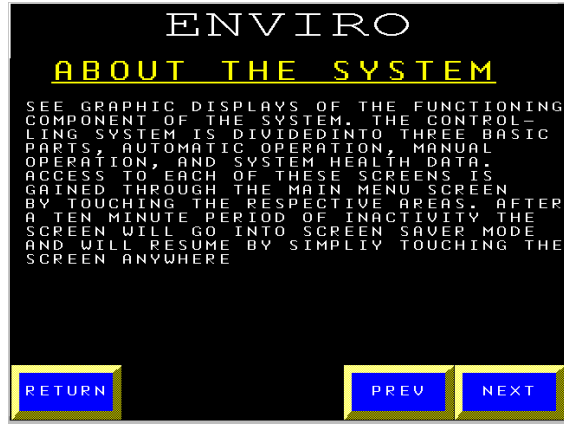 ENVIRO
ABOUT THE SYSTEM
SEE GRAPHIC DISPLAYS OF THE FUNCTIONING
COMPONENT OF THE SYSTEM. THE CONTROL-
LING SYSTEM IS DIVIDEDINTO THREE BASIC
PARTS, AUTOMATIC OPERATION, MANUAL
OPERATION, AND SYSTEM HEALTH DATA.
ACCESS TO EACH OF THESE SCREENS IS
GAINED THROUGH THE MAIN MENU SCREEN
BY TOUCHING THE RESPECTIVE AREAS. AFTER
A TEN MINUTE PERIOD OF INACTIVITY THE
SCREEN WILL GO INTO SCREEN SAVER MODE
AND WILL RESUME BY SIMPLIY TOUCHING THE
SCREEN ANYWHERE
RETURN PREV NEXT